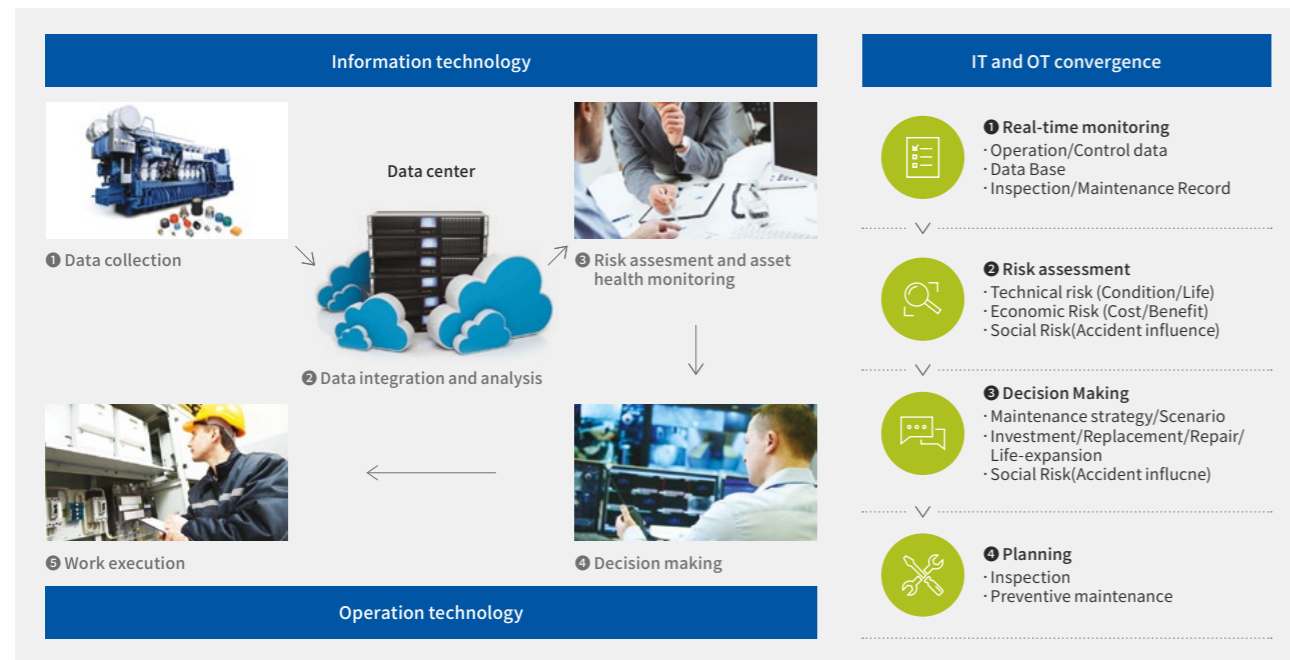 Information technology
Data center
❶ Data collection
❷ Data integration and analysis
❸ Risk assesment and asset
health monitoring
❹ Decision making
❺ Work execution
Operation technology
IT and OT convergence
❶ Real-time monitoring
· Operation/Control data
· Data Base
· Inspection/Maintenance Record
❷ Risk assessment
· Technical risk (Condition/Life)
· Economic Risk (Cost/Benefit)
· Social Risk(Accident influence)
❸ Decision Making
· Maintenance strategy/Scenario
· Investment/Replacement/Repair/
Life-expansion
· Social Risk(Accident influcne)
❹ Planning
· Inspection
· Preventive maintenance